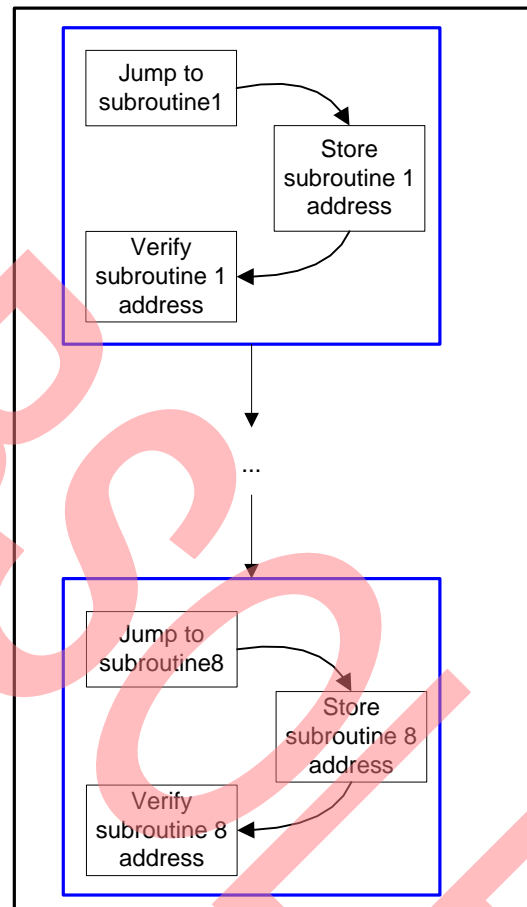 Jump to
subroutine1
Store
subroutine 1
address
Verify
subroutine 1
address
...
Jump to
subroutine8
Store
subroutine 8
address
Verify
subroutine 8
address